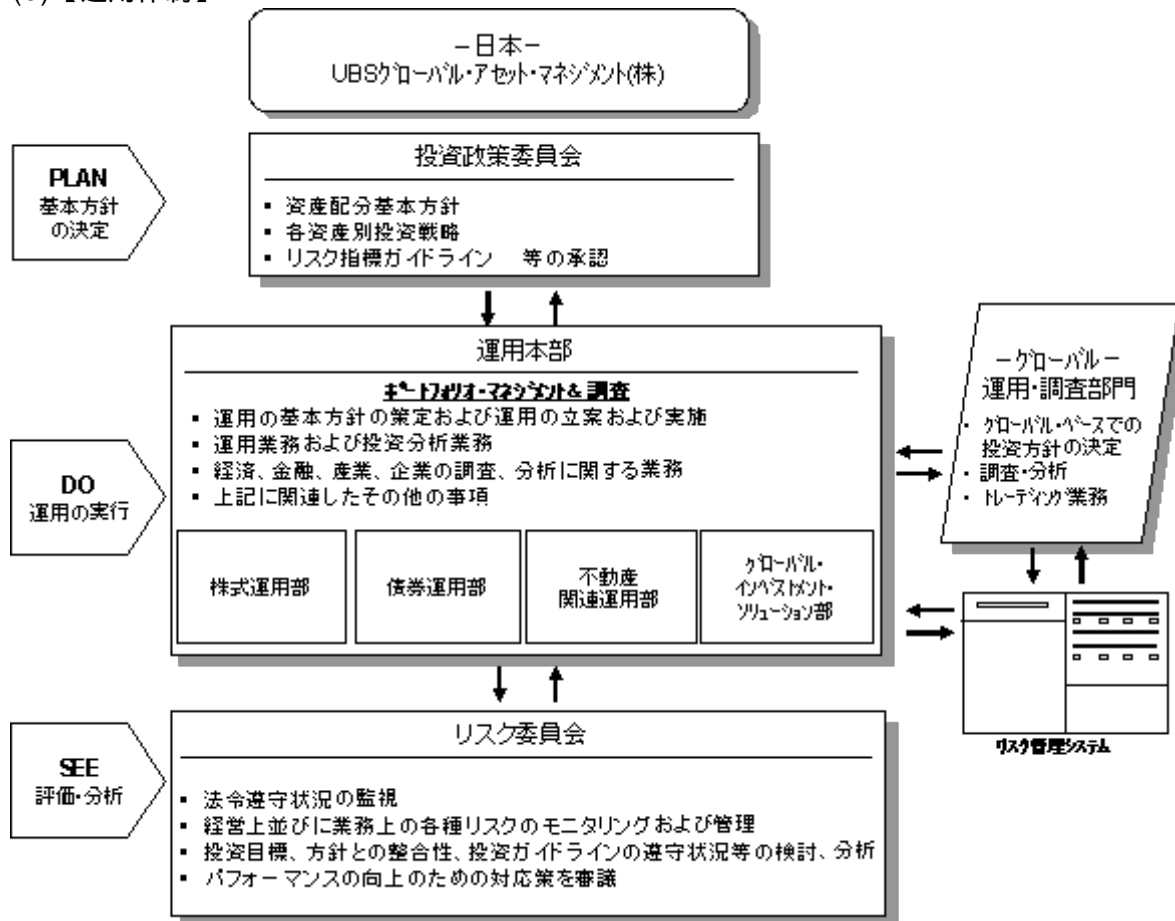 －日本－
UBSｸﾞﾛｰﾊﾞﾙ･アセット･マネジメント(株)
PLAN
基本方針
の決定
投資政策委員会
▪ 資産配分基本方針
▪ 各資産別投資戦略
▪ リスク指標ガイドライン　等の承認
DO
運用の実行
運用本部
ﾎﾟｰﾄﾌｫﾘｵ･ﾏﾈｼﾞﾒﾝﾄ&調査
▪ 運用の基本方針の策定および運用の立案および実施
▪ 運用業務および投資分析業務
▪ 経済、金融、産業、企業の調査、分析に関する業務
▪ 上記に関連したその他の事項
株式運用部
債券運用部
不動産
関連運用部
ｸﾞﾛｰﾊﾞﾙ･
ｲﾝﾍﾞｽﾄﾒﾝﾄ･
ｿﾘｭｰｼｮﾝ部
－ｸﾞﾛｰﾊﾞﾙ－
運用･調査部門
▪ ｸﾞﾛｰﾊﾞﾙ･ﾍﾞｰｽでの
投資方針の決定
▪ 調査･分析
▪ ﾄﾚｰﾃﾞｨﾝｸﾞ業務
ﾘｽｸ管理ｼｽﾃﾑ
SEE
評価･分析
リスク委員会
▪ 法令遵守状況の監視
▪ 経営上並びに業務上の各種リスクのモニタリングおよび管理
▪ 投資目標、方針との整合性、投資ガイドラインの遵守状況等の検討、分析
▪ パフォーマンスの向上のための対応策を審議